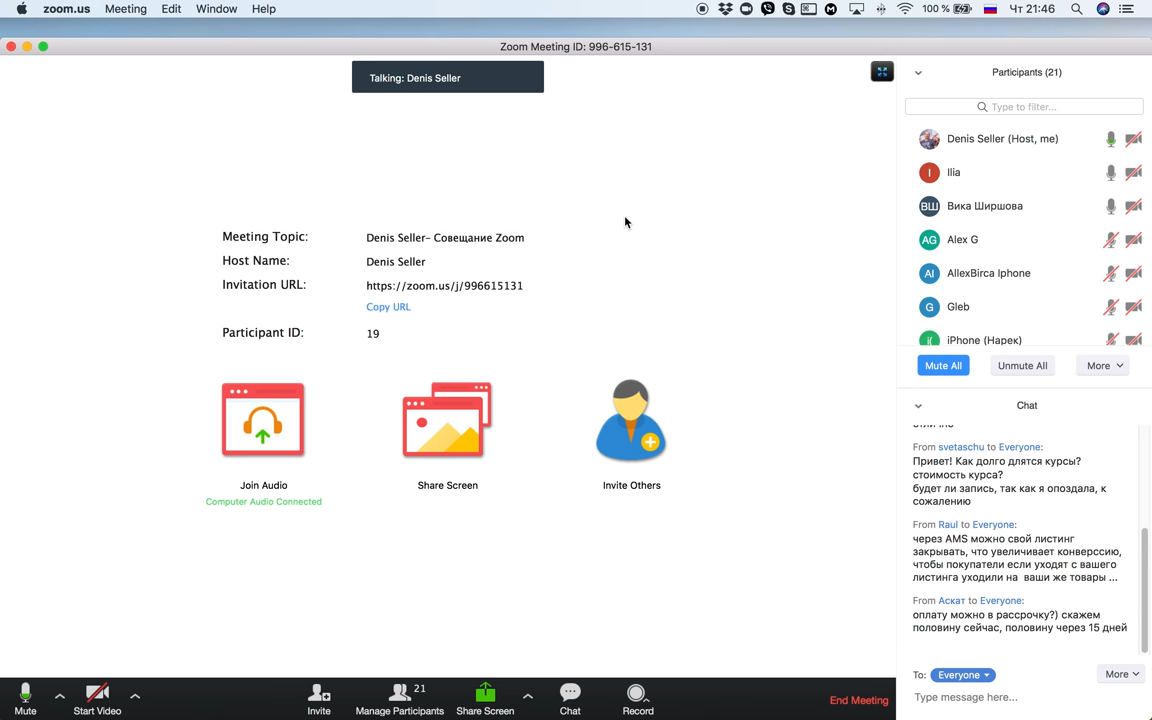 zoom.us Meeting Edit Window Help
100 % Чт 21:46
Zoom Meeting ID: 996-615-131
Talking: Denis Seller
Meeting Topic: Denis Seller- Совещание Zoom
Host Name: Denis Seller
Invitation URL: https://zoom.us/j/996615131
Copy URL
Participant ID: 19
Join Audio
Computer Audio Connected
Share Screen
Invite Others
Participants (21)
Type to filter...
Denis Seller (Host, me)
I Ilia
ВШ Вика Ширшова
AG Alex G
AI AllexBirca Iphone
G Gleb
i( iPhone (Нарек)
Mute All Unmute All More
Chat
отлично
From svetaschu to Everyone:
Привет! Как долго длятся курсы?
стоимость курса?
будет ли запись, так как я опоздала, к
сожалению
From Raul to Everyone:
через AMS можно свой листинг
закрывать, что увеличивает конверссию,
чтобы покупатели если уходят с вашего
листинга уходили на ваши же товары ...
From Аскат to Everyone:
оплату можно в рассрочку?) скажем
половину сейчас, половину через 15 дней
To: Everyone More
Type message here...
Mute Start Video Invite Manage Participants 21 Share Screen Chat Record End Meeting